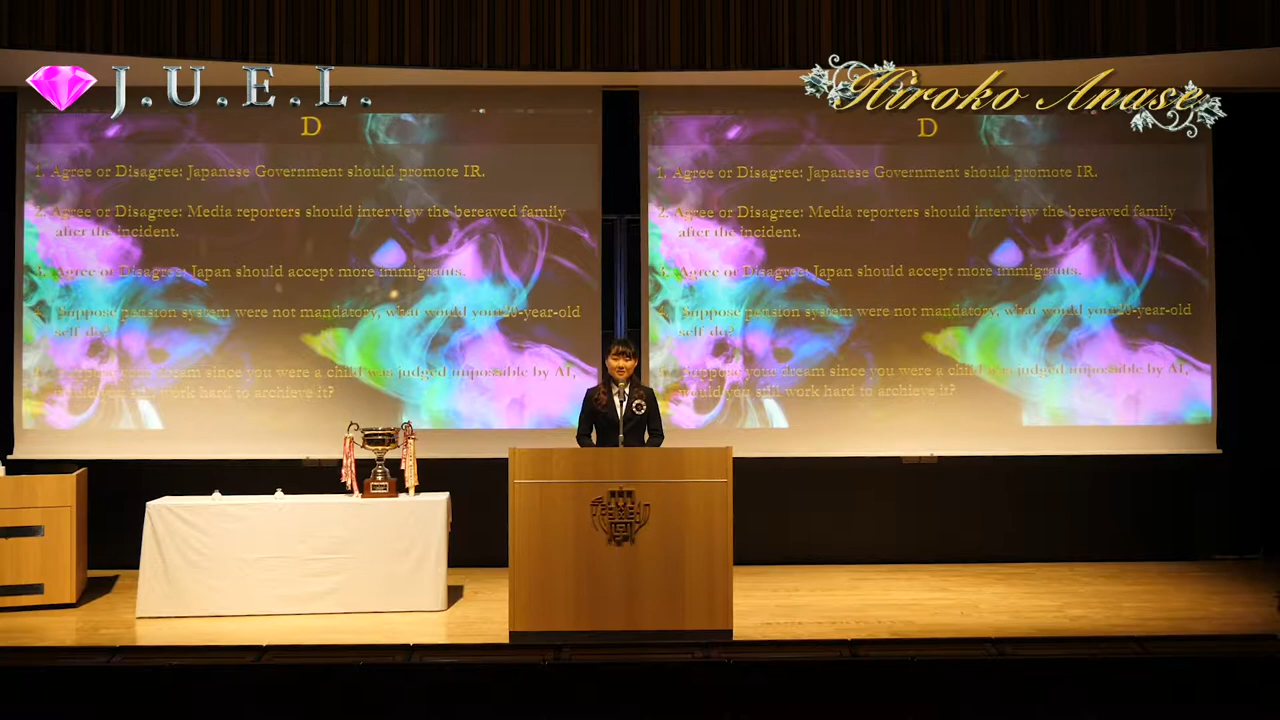 J.U.E.L.
Hiroko Anase
D
1. Agree or Disagree: Japanese Government should promote IR.
2. Agree or Disagree: Media reporters should interview the bereaved family
after the incident.
3. Agree or Disagree: Japan should accept more immigrants.
4. Suppose pension system were not mandatory, what would your 20-year-old
self do?
5. Suppose your dream since you were a child was judged impossible by AI,
would you still work hard to archieve it?
D
1. Agree or Disagree: Japanese Government should promote IR.
2. Agree or Disagree: Media reporters should interview the bereaved family
after the incident.
3. Agree or Disagree: Japan should accept more immigrants.
4. Suppose pension system were not mandatory, what would your 20-year-old
self do?
5. Suppose your dream since you were a child was judged impossible by AI,
would you still work hard to archieve it?